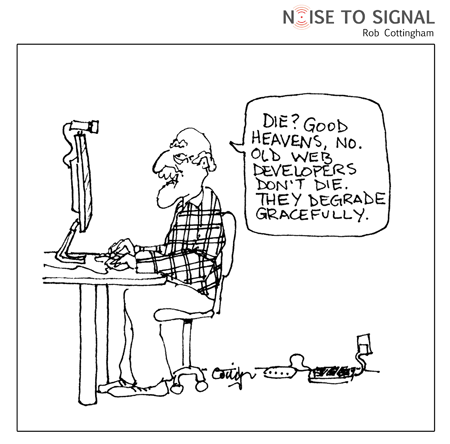 NOISE TO SIGNAL
Rob Cottingham
DIE? GOOD
HEAVENS, NO.
OLD WEB
DEVELOPERS
DON'T DIE.
THEY DEGRADE
GRACEFULLY.